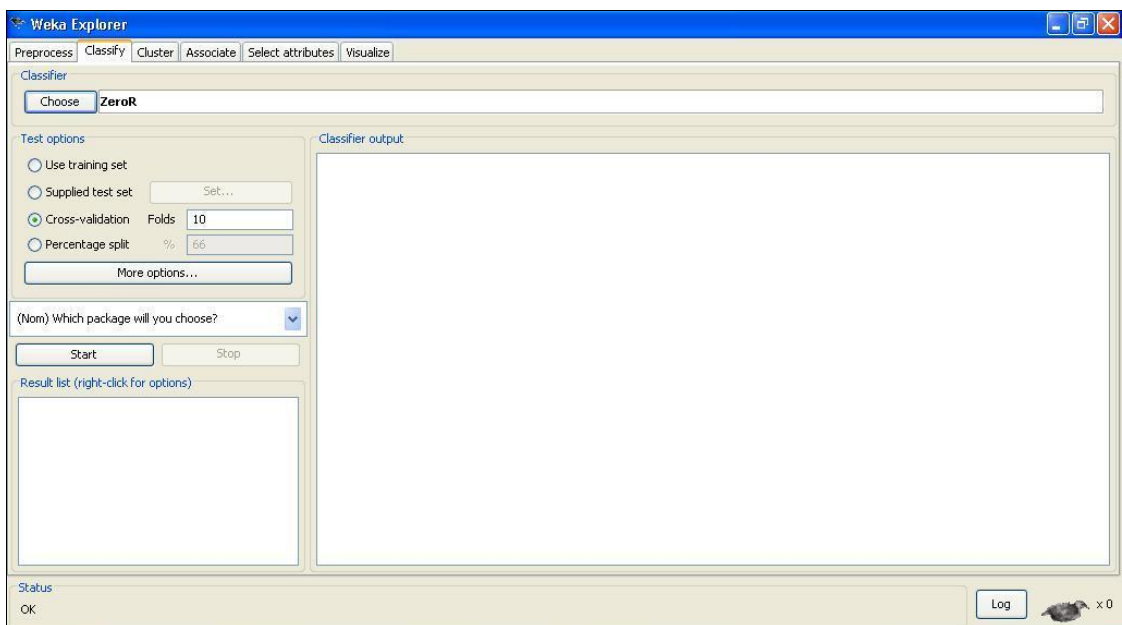 Weka Explorer
Preprocess Classify Cluster Associate Select attributes Visualize
Classifier
Choose ZeroR
Test options
Use training set
Supplied test set Set...
Cross-validation Folds 10
Percentage split % 66
More options...
(Nom) Which package will you choose?
Start Stop
Result list (right-click for options)
Classifier output
Status
OK
Log x 0